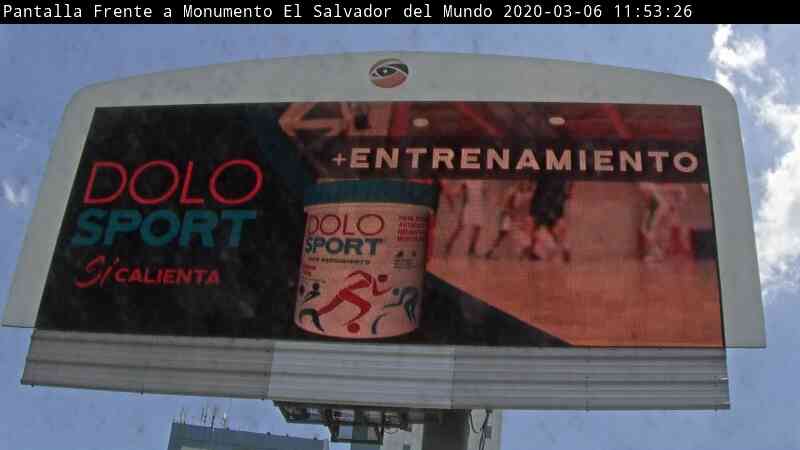 Pantalla Frente a Monumento El Salvador del Mundo 2020-03-06 11:53:26
+ENTRENAMIENTO
DOLO
SPORT
Sí CALIENTA
DOLO
SPORT